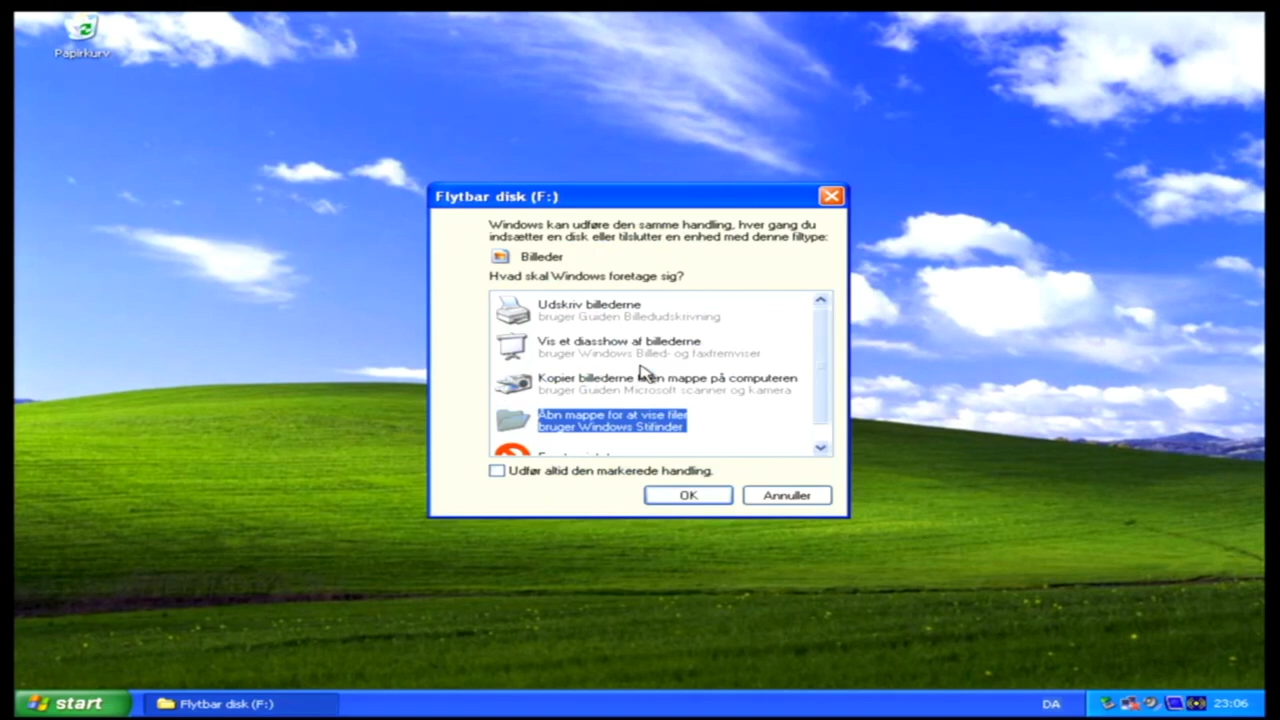 Papirkurv
Flytbar disk (F:)
Windows kan udføre den samme handling, hver gang du
indsætter en disk eller tilslutter en enhed med denne filtype:
Billeder
Hvad skal Windows foretage sig?
Udskriv billederne
bruger Guiden Billedudskrivning
Vis et diasshow af billederne
bruger Windows Billed- og faxfremviser
Kopier billederne en mappe på computeren
bruger Guiden Microsoft scanner og kamera
Åbn mappe for at vise filer
bruger Windows Stifinder
Udfør altid den markerede handling.
OK
Annuller
start
Flytbar disk (F:)
DA
23:06